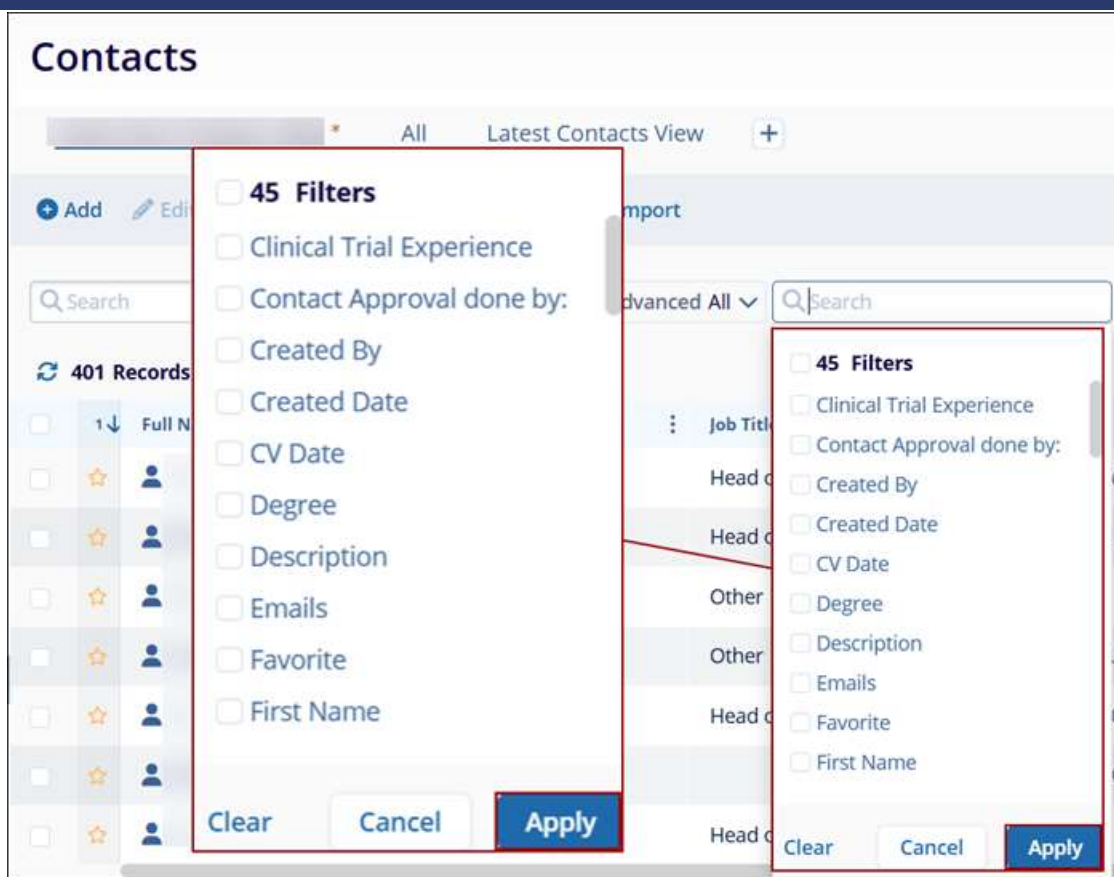 Contacts
* All Latest Contacts View +
Add Edi mport
Search dvanced All Search
401 Records
1 Full N Job Titl
Head o
Head o
Other
Other
Head o
Head o
45 Filters
Clinical Trial Experience
Contact Approval done by:
Created By
Created Date
CV Date
Degree
Description
Emails
Favorite
First Name
Clear Cancel Apply
45 Filters
Clinical Trial Experience
Contact Approval done by:
Created By
Created Date
CV Date
Degree
Description
Emails
Favorite
First Name
Clear Cancel Apply